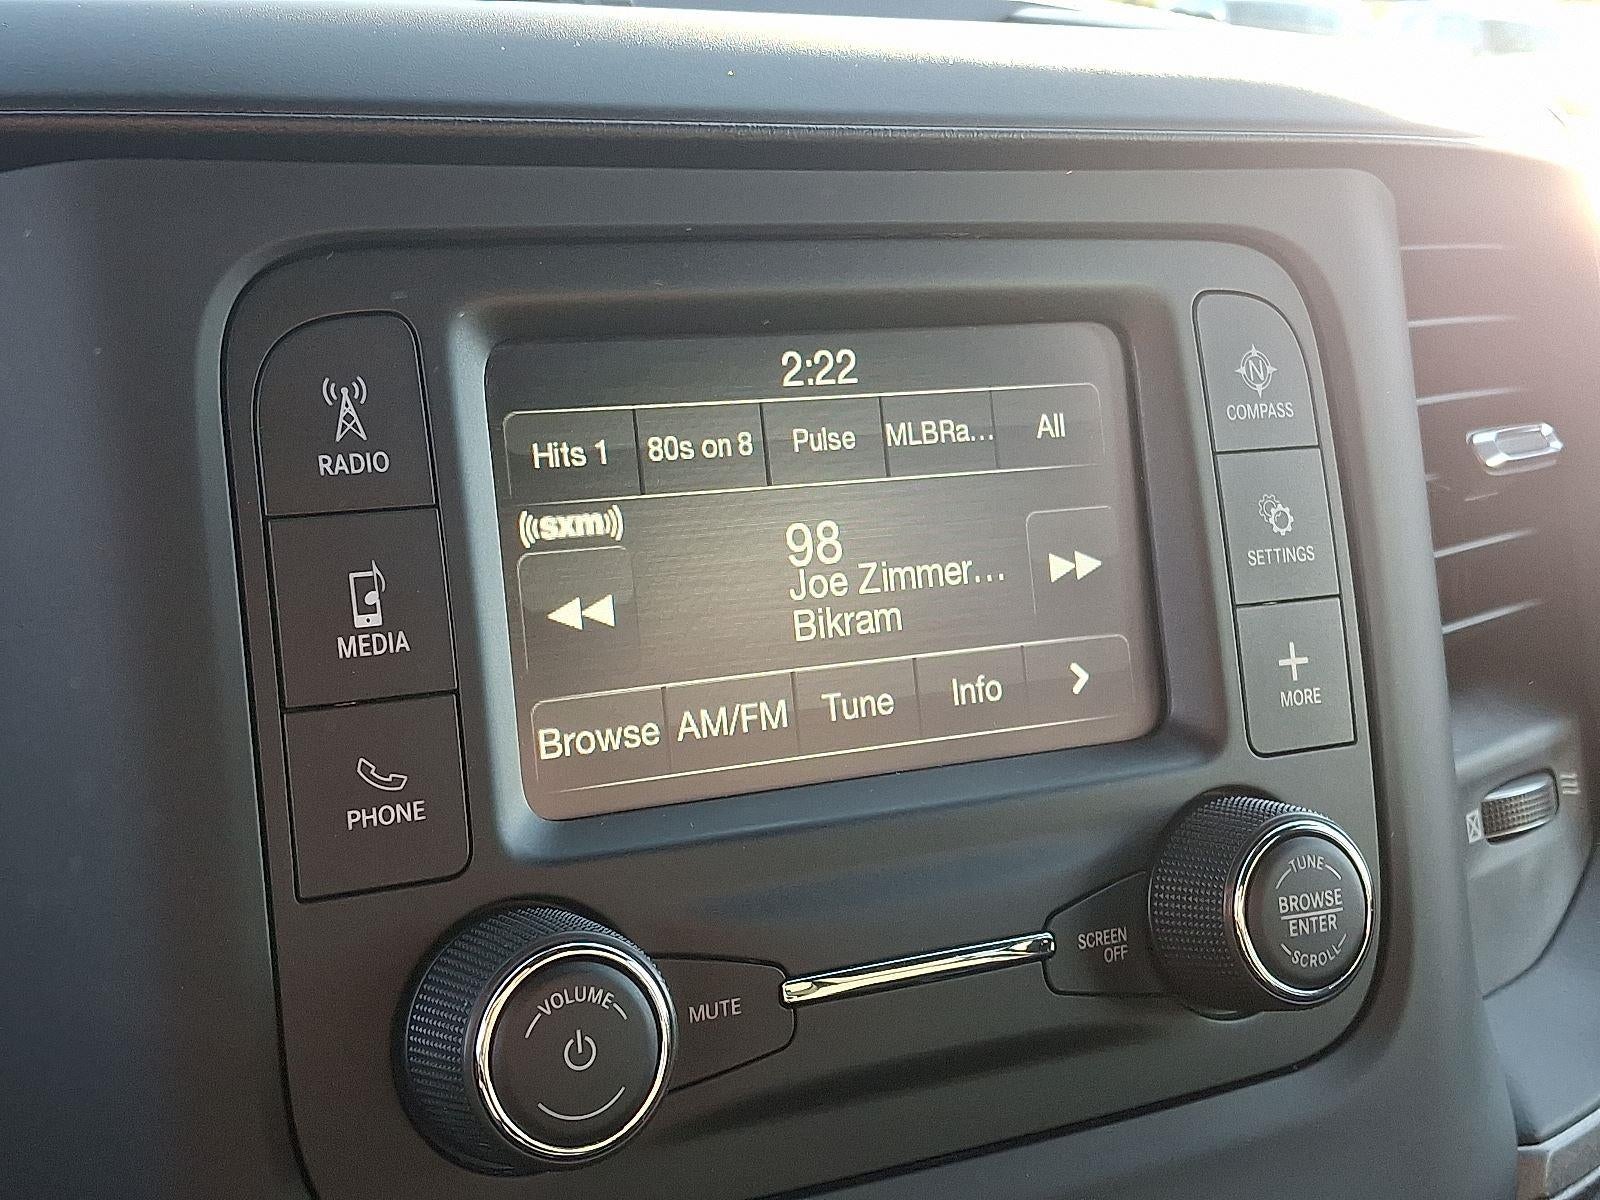 2:22
Hits 1
80s on 8
Pulse
MLBRa...
All
((sxm))
98
Joe Zimmer...
Bikram
Browse
AM/FM
Tune
Info
>
RADIO
MEDIA
PHONE
N
COMPASS
SETTINGS
+
MORE
VOLUME
MUTE
SCREEN
OFF
TUNE
BROWSE
ENTER
SCROLL